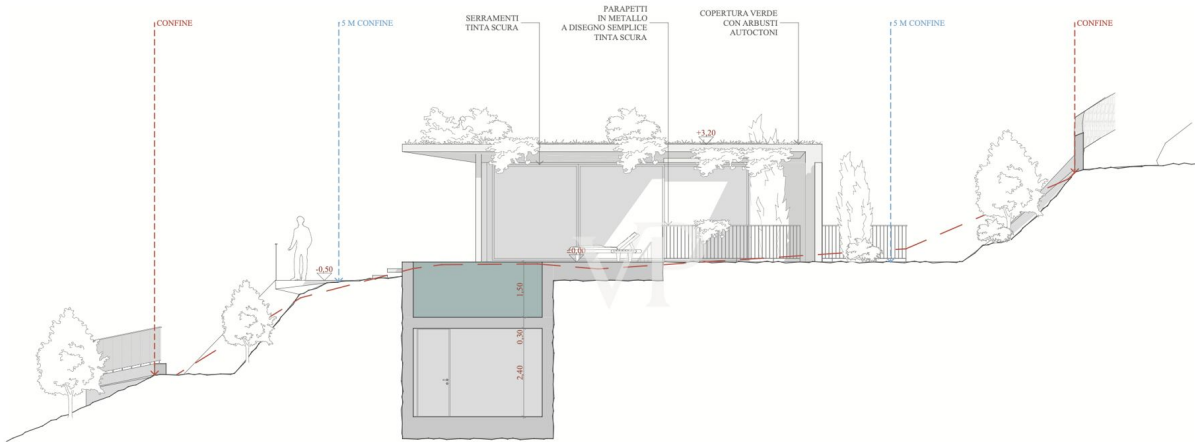 CONFINE
5 M CONFINE
SERRAMENTI
TINTA SCURA
PARAPETTI
IN METALLO
A DISEGNO SEMPLICE
TINTA SCURA
COPERTURA VERDE
CON ARBUSTI
AUTOCTONI
5 M CONFINE
CONFINE
+3,20
±0,00
-0,50
1,50
0,30
2,40
VP